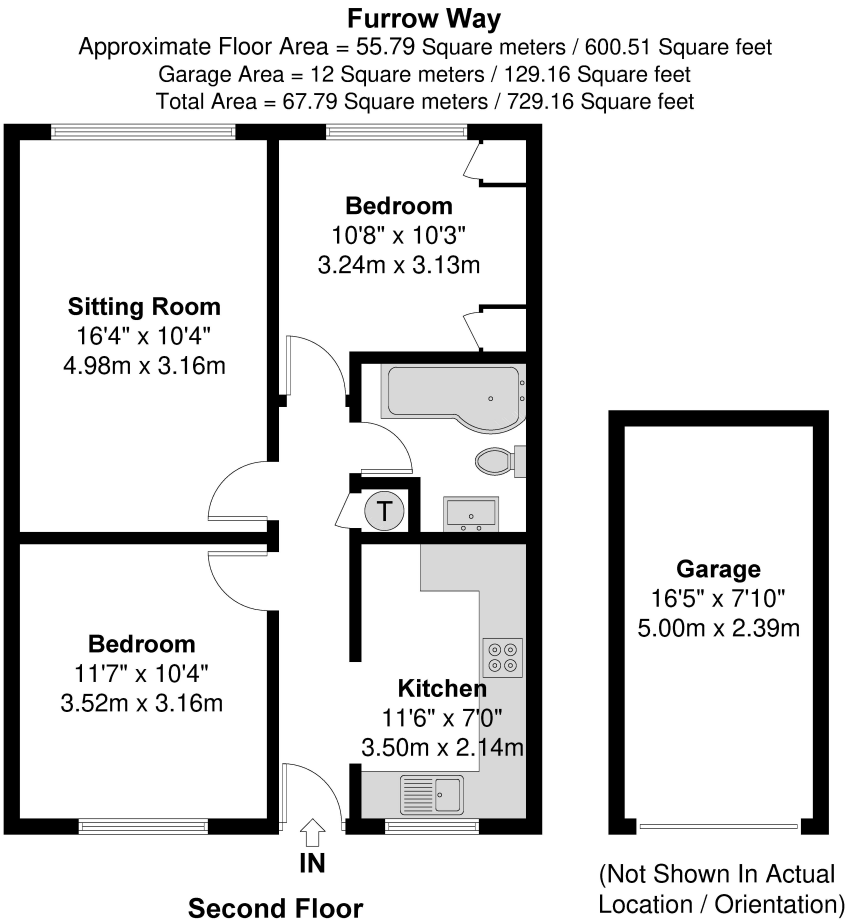 Furrow Way
Approximate Floor Area = 55.79 Square meters / 600.51 Square feet
Garage Area = 12 Square meters / 129.16 Square feet
Total Area = 67.79 Square meters / 729.16 Square feet
Bedroom
10'8" x 10'3"
3.24m x 3.13m
Sitting Room
16'4" x 10'4"
4.98m x 3.16m
T
Garage
16'5" x 7'10"
5.00m x 2.39m
Bedroom
11'7" x 10'4"
3.52m x 3.16m
Kitchen
11'6" x 7'0"
3.50m x 2.14m
IN
(Not Shown In Actual
Location / Orientation)
Second Floor